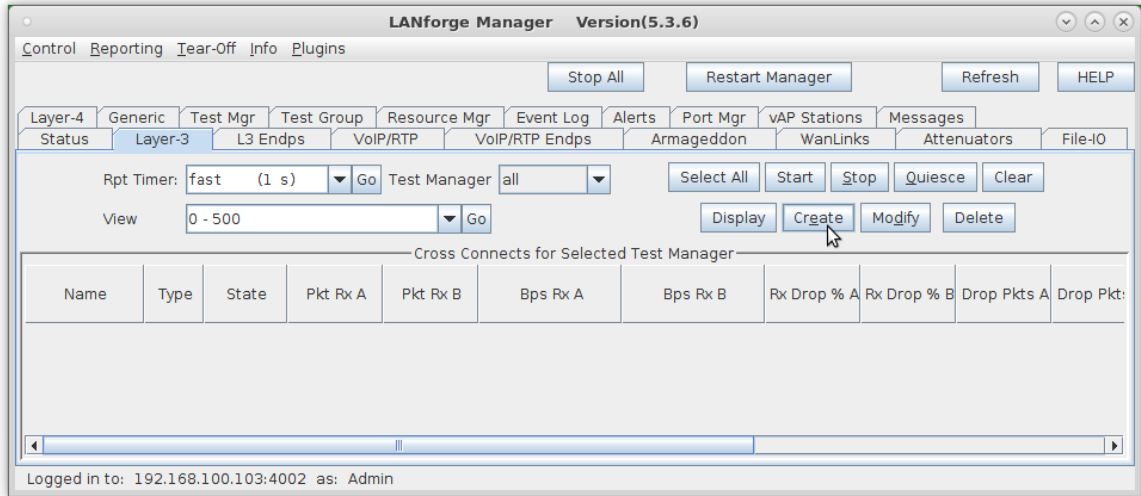 LANforge Manager    Version(5.3.6)
Control Reporting Tear-Off Info Plugins
Stop All Restart Manager Refresh HELP
Layer-4 Generic Test Mgr Test Group Resource Mgr Event Log Alerts Port Mgr vAP Stations Messages
Status Layer-3 L3 Endps VoIP/RTP VoIP/RTP Endps Armageddon WanLinks Attenuators File-IO
Rpt Timer: fast (1 s) Go Test Manager all Select All Start Stop Quiesce Clear
View 0 - 500 Go Display Create Modify Delete
Cross Connects for Selected Test Manager
Name Type State Pkt Rx A Pkt Rx B Bps Rx A Bps Rx B Rx Drop % A Rx Drop % B Drop Pkts A Drop Pkts
Logged in to: 192.168.100.103:4002 as: Admin